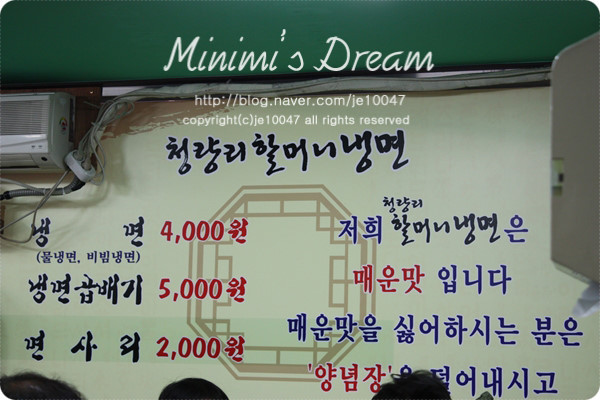 Minimi's Dream
http://blog.naver.com/je10047
copyright(c)je10047 all rights reserved
청량리할머니냉면
냉 면 4,000원
(물냉면, 비빔냉면)
냉면곱배기 5,000원
면 사 리 2,000원
저희 청량리 할머니냉면은
매운맛 입니다
매운맛을 싫어하시는 분은
'양념장'을 덜어내시고